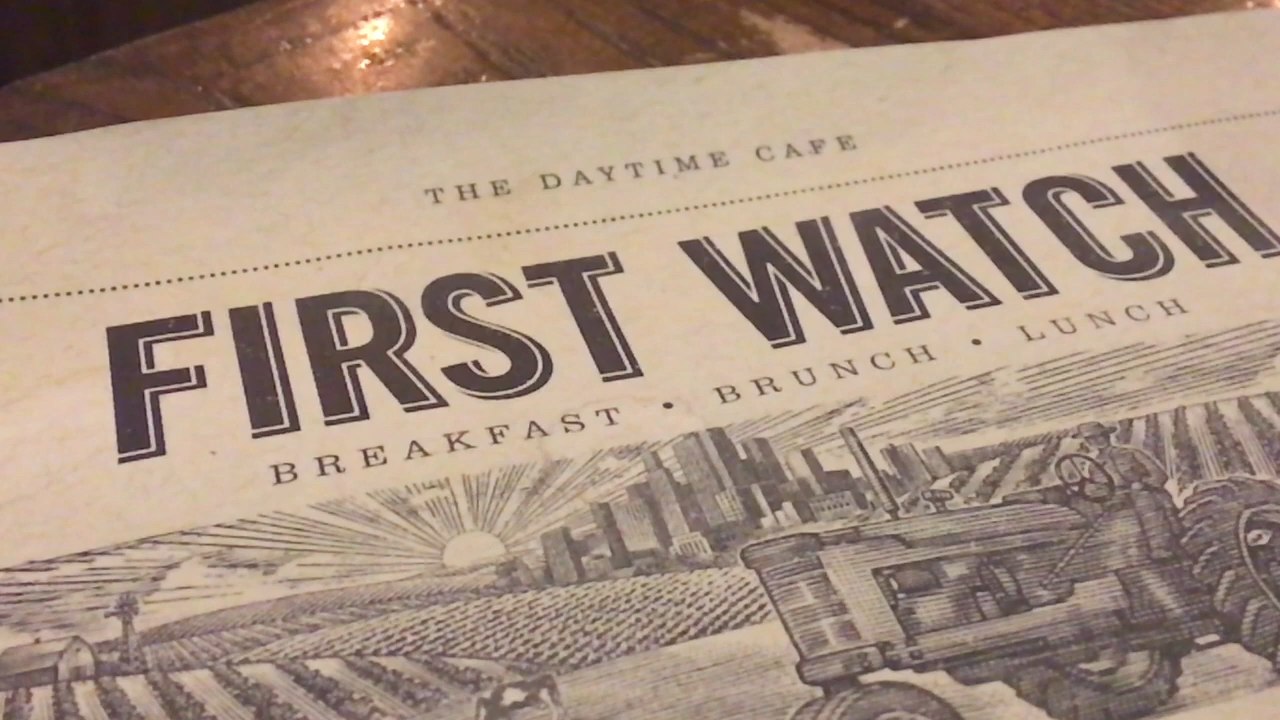 THE DAYTIME CAFE
FIRST WATCH
BREAKFAST • BRUNCH • LUNCH